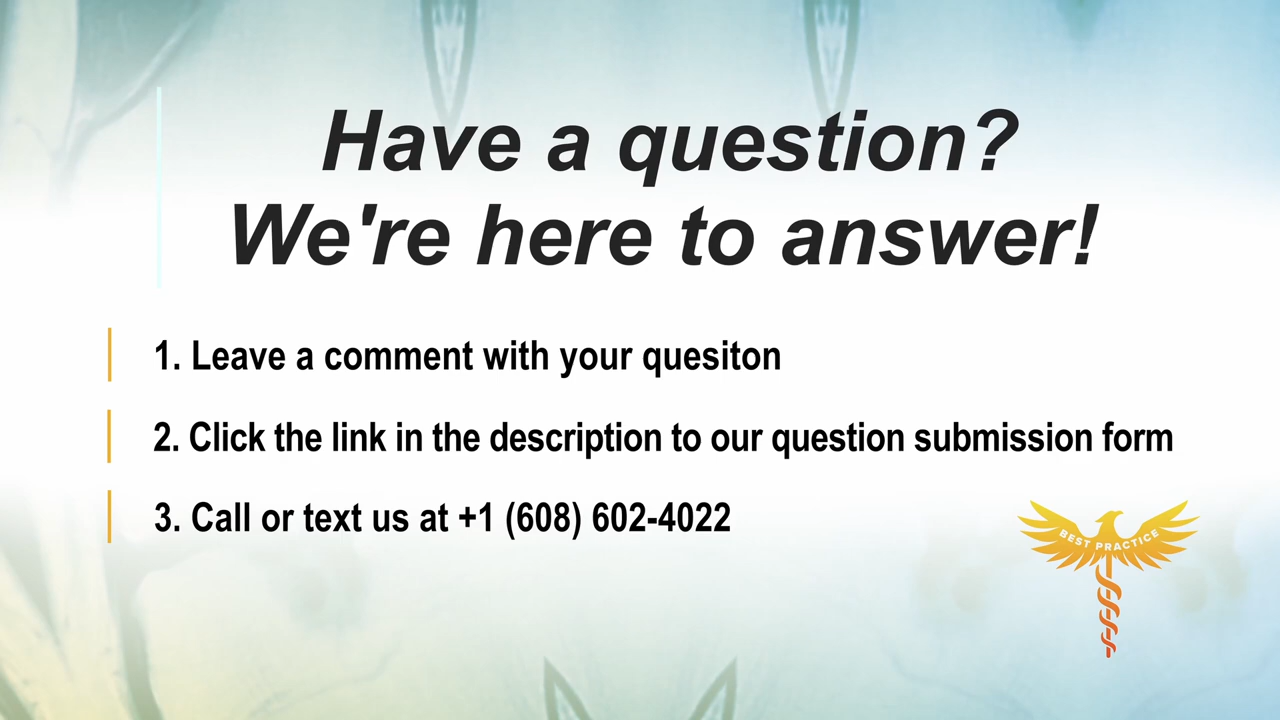 Have a question?
We're here to answer!
1. Leave a comment with your quesiton
2. Click the link in the description to our question submission form
3. Call or text us at +1 (608) 602-4022
BEST PRACTICE